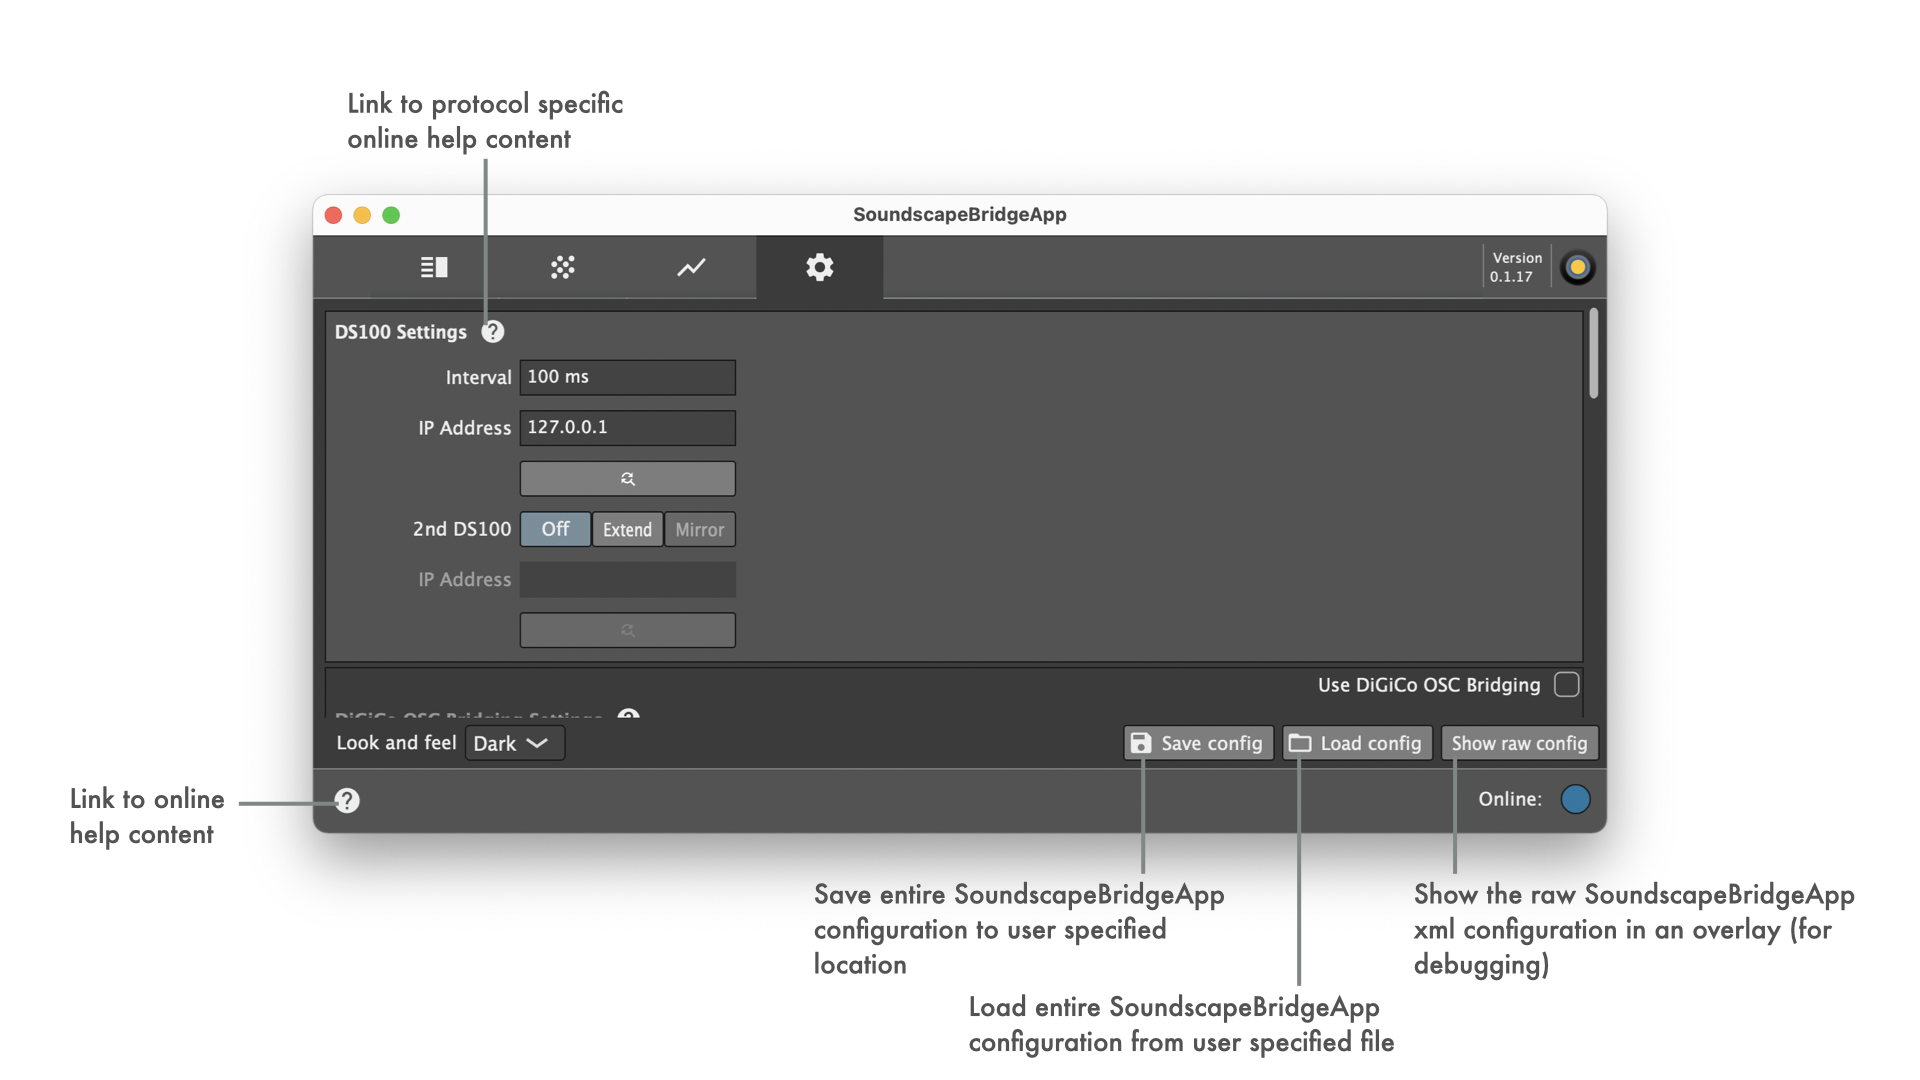 Link to protocol specific
online help content
SoundscapeBridgeApp
Version
0.1.17
DS100 Settings ?
Interval 100 ms
IP Address 127.0.0.1
2nd DS100 Off Extend Mirror
IP Address
Use DiGiCo OSC Bridging
DiGiCo OSC Bridging Settings ?
Look and feel Dark
Save config Load config Show raw config
Link to online
help content
?
Online:
Save entire SoundscapeBridgeApp
configuration to user specified
location
Show the raw SoundscapeBridgeApp
xml configuration in an overlay (for
debugging)
Load entire SoundscapeBridgeApp
configuration from user specified file